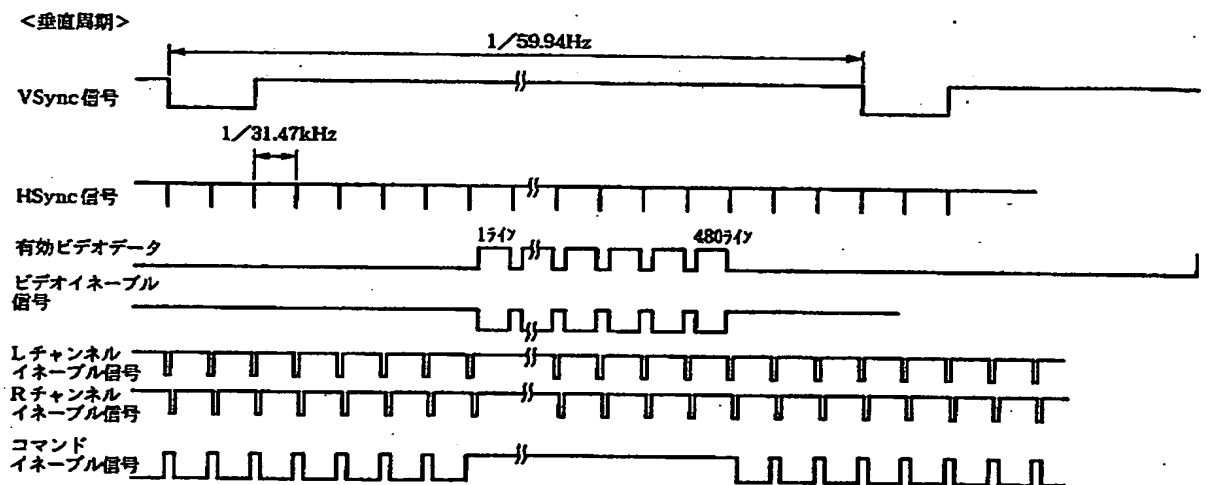 ＜垂直周期＞
1／59.94Hz
VSync信号
1／31.47kHz
HSync信号
有効ビデオデータ
1ライン
480ライン
ビデオイネーブル
信号
Lチャンネル
イネーブル信号
Rチャンネル
イネーブル信号
コマンド
イネーブル信号